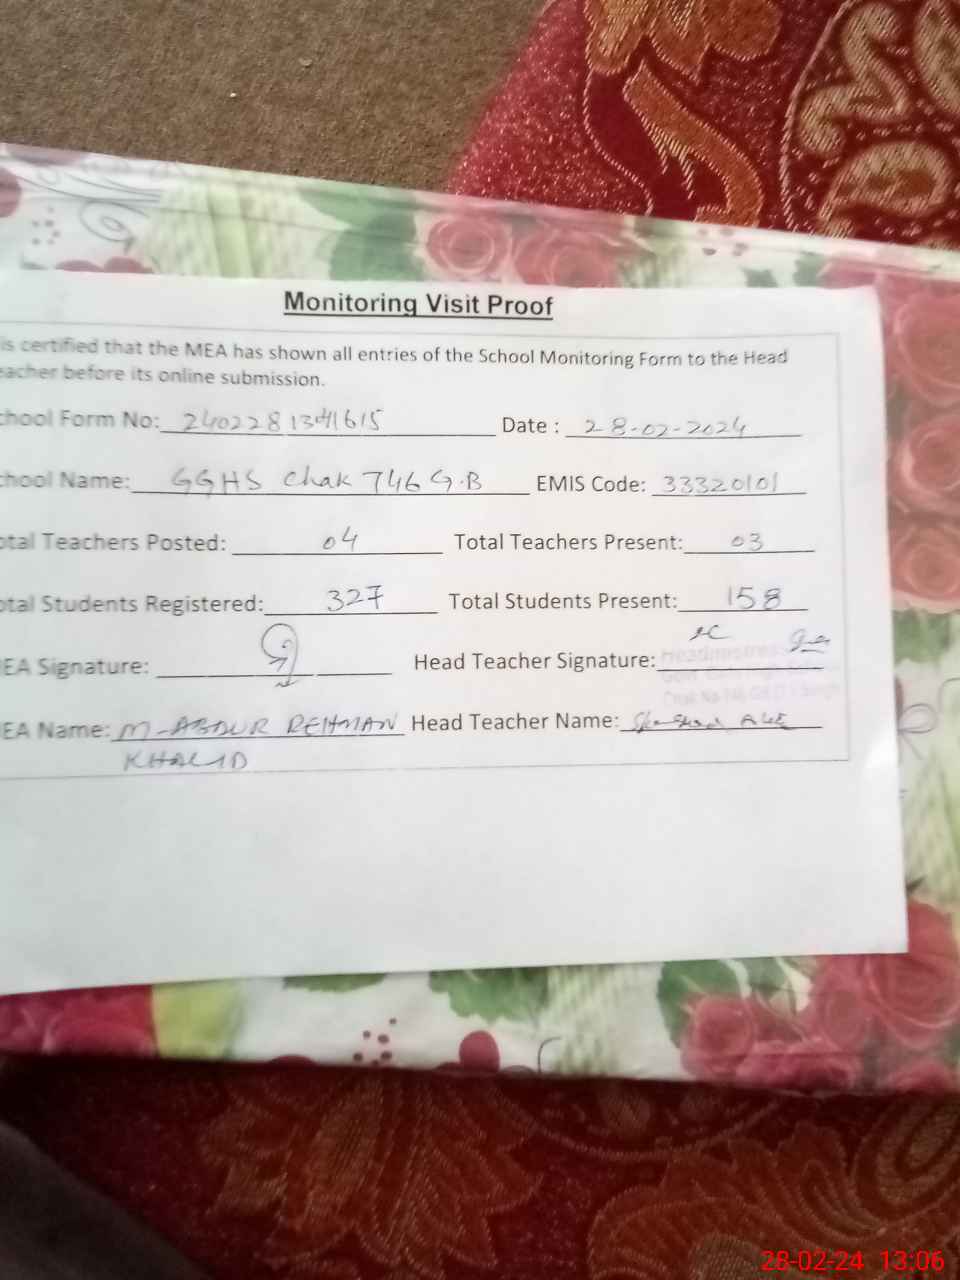 Monitoring Visit Proof
is certified that the MEA has shown all entries of the School Monitoring Form to the Head
eacher before its online submission.
chool Form No: Date : 28-02-2024
chool Name: GGHS Chak 746 G.B EMIS Code: 33320101
otal Teachers Posted: 04 Total Teachers Present: 03
otal Students Registered: 327 Total Students Present: 158
EA Signature: Head Teacher Signature:
Headmistress
EA Name: M-ABDUR REHMAN Head Teacher Name:
KHALID
28-02-24 13:06